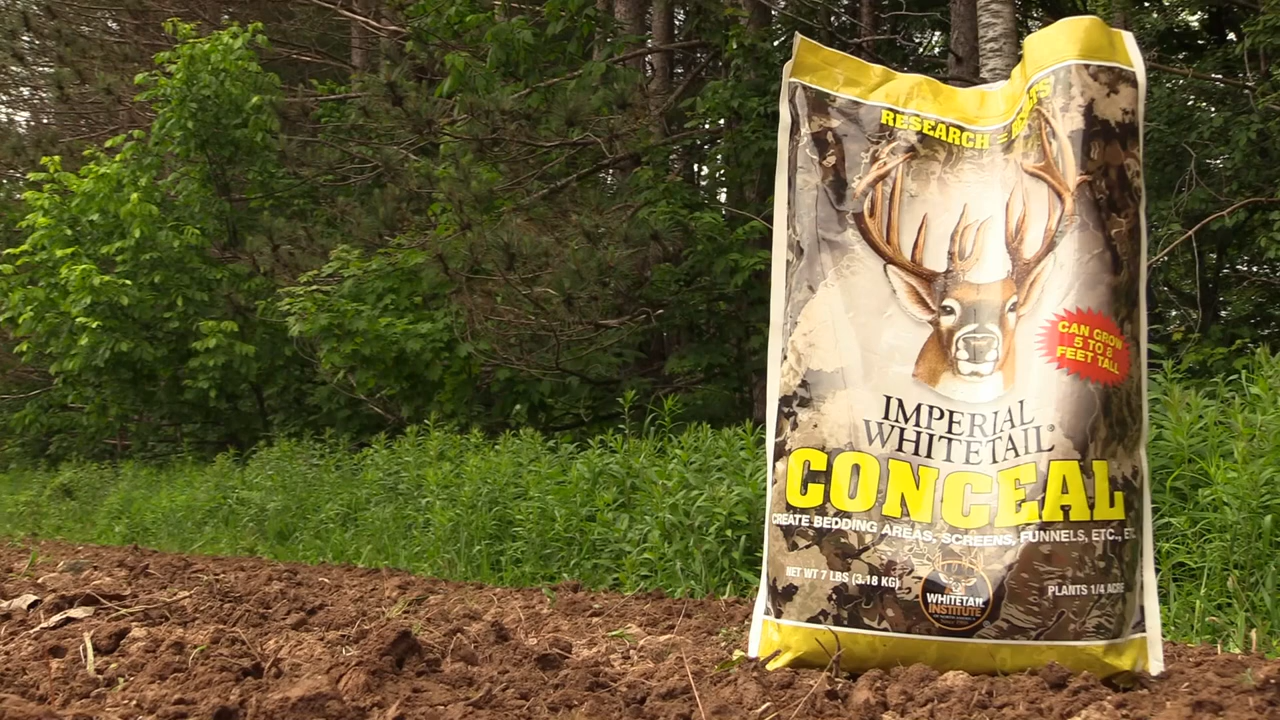 RESEARCH = RESULTS
CAN GROW
5 TO 8
FEET TALL
IMPERIAL
WHITETAIL®
CONCEAL
CREATE BEDDING AREAS, SCREENS, FUNNELS, ETC., ETC.
NET WT 7 LBS (3.18 KG)
PLANTS 1/4 ACRE
WHITETAIL
INSTITUTE